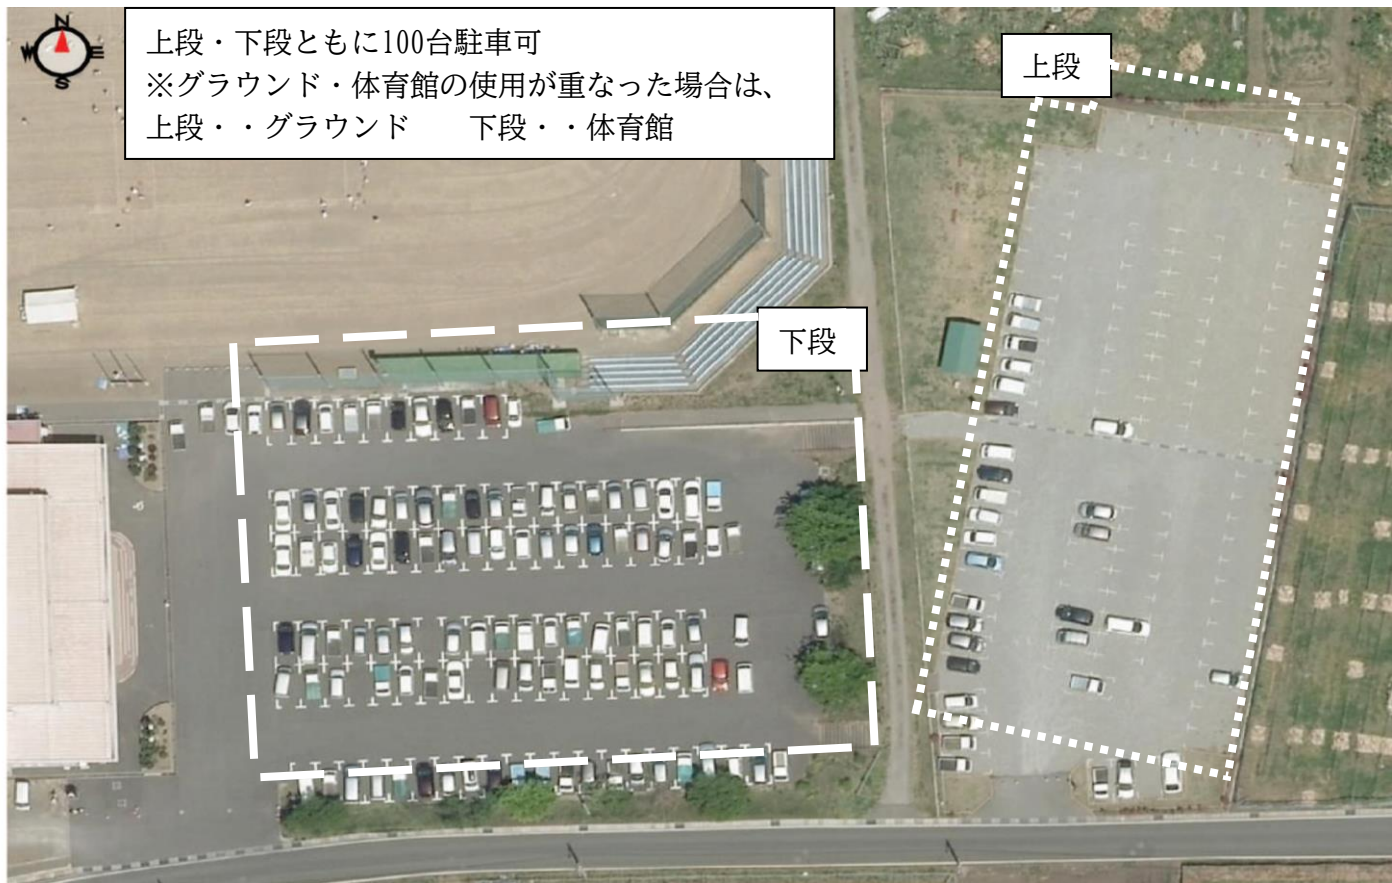 N
W
E
S
上段・下段ともに100台駐車可
※グラウンド・体育館の使用が重なった場合は、
上段・・グラウンド　　下段・・体育館
上段
下段